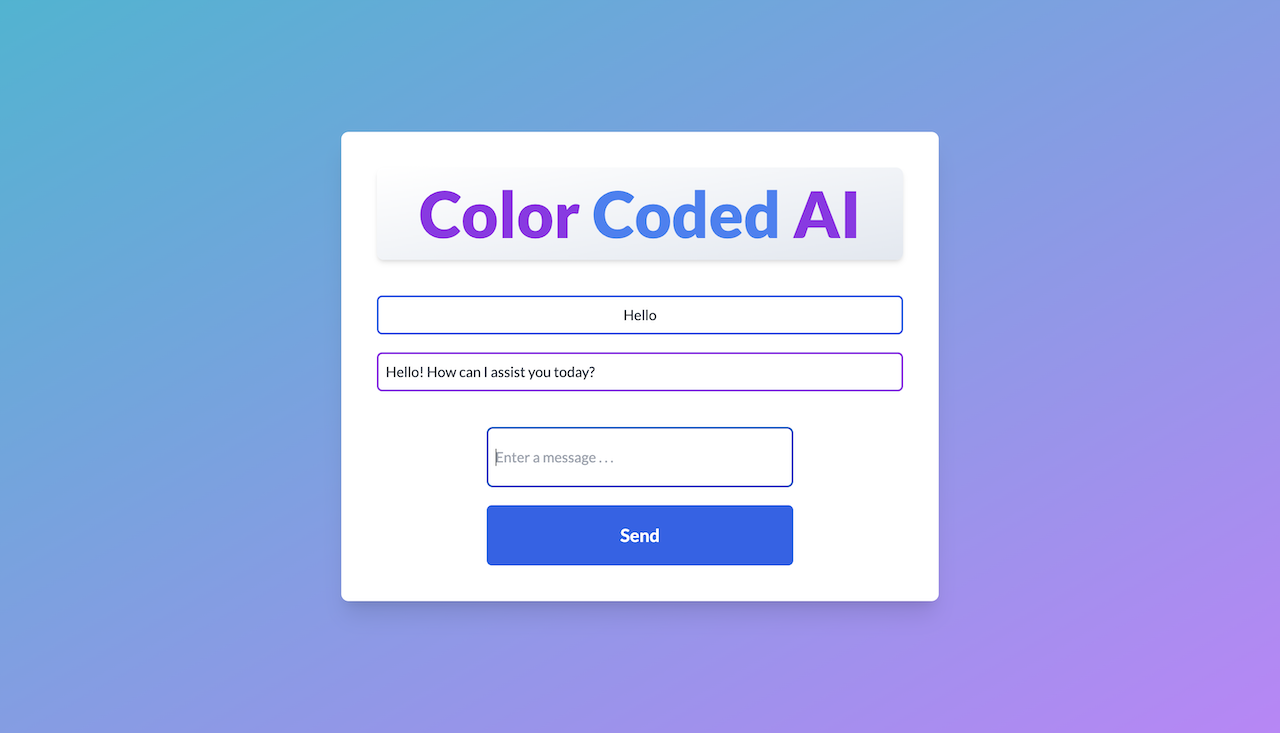 Color Coded AI
Hello
Hello! How can I assist you today?
Enter a message . . .
Send